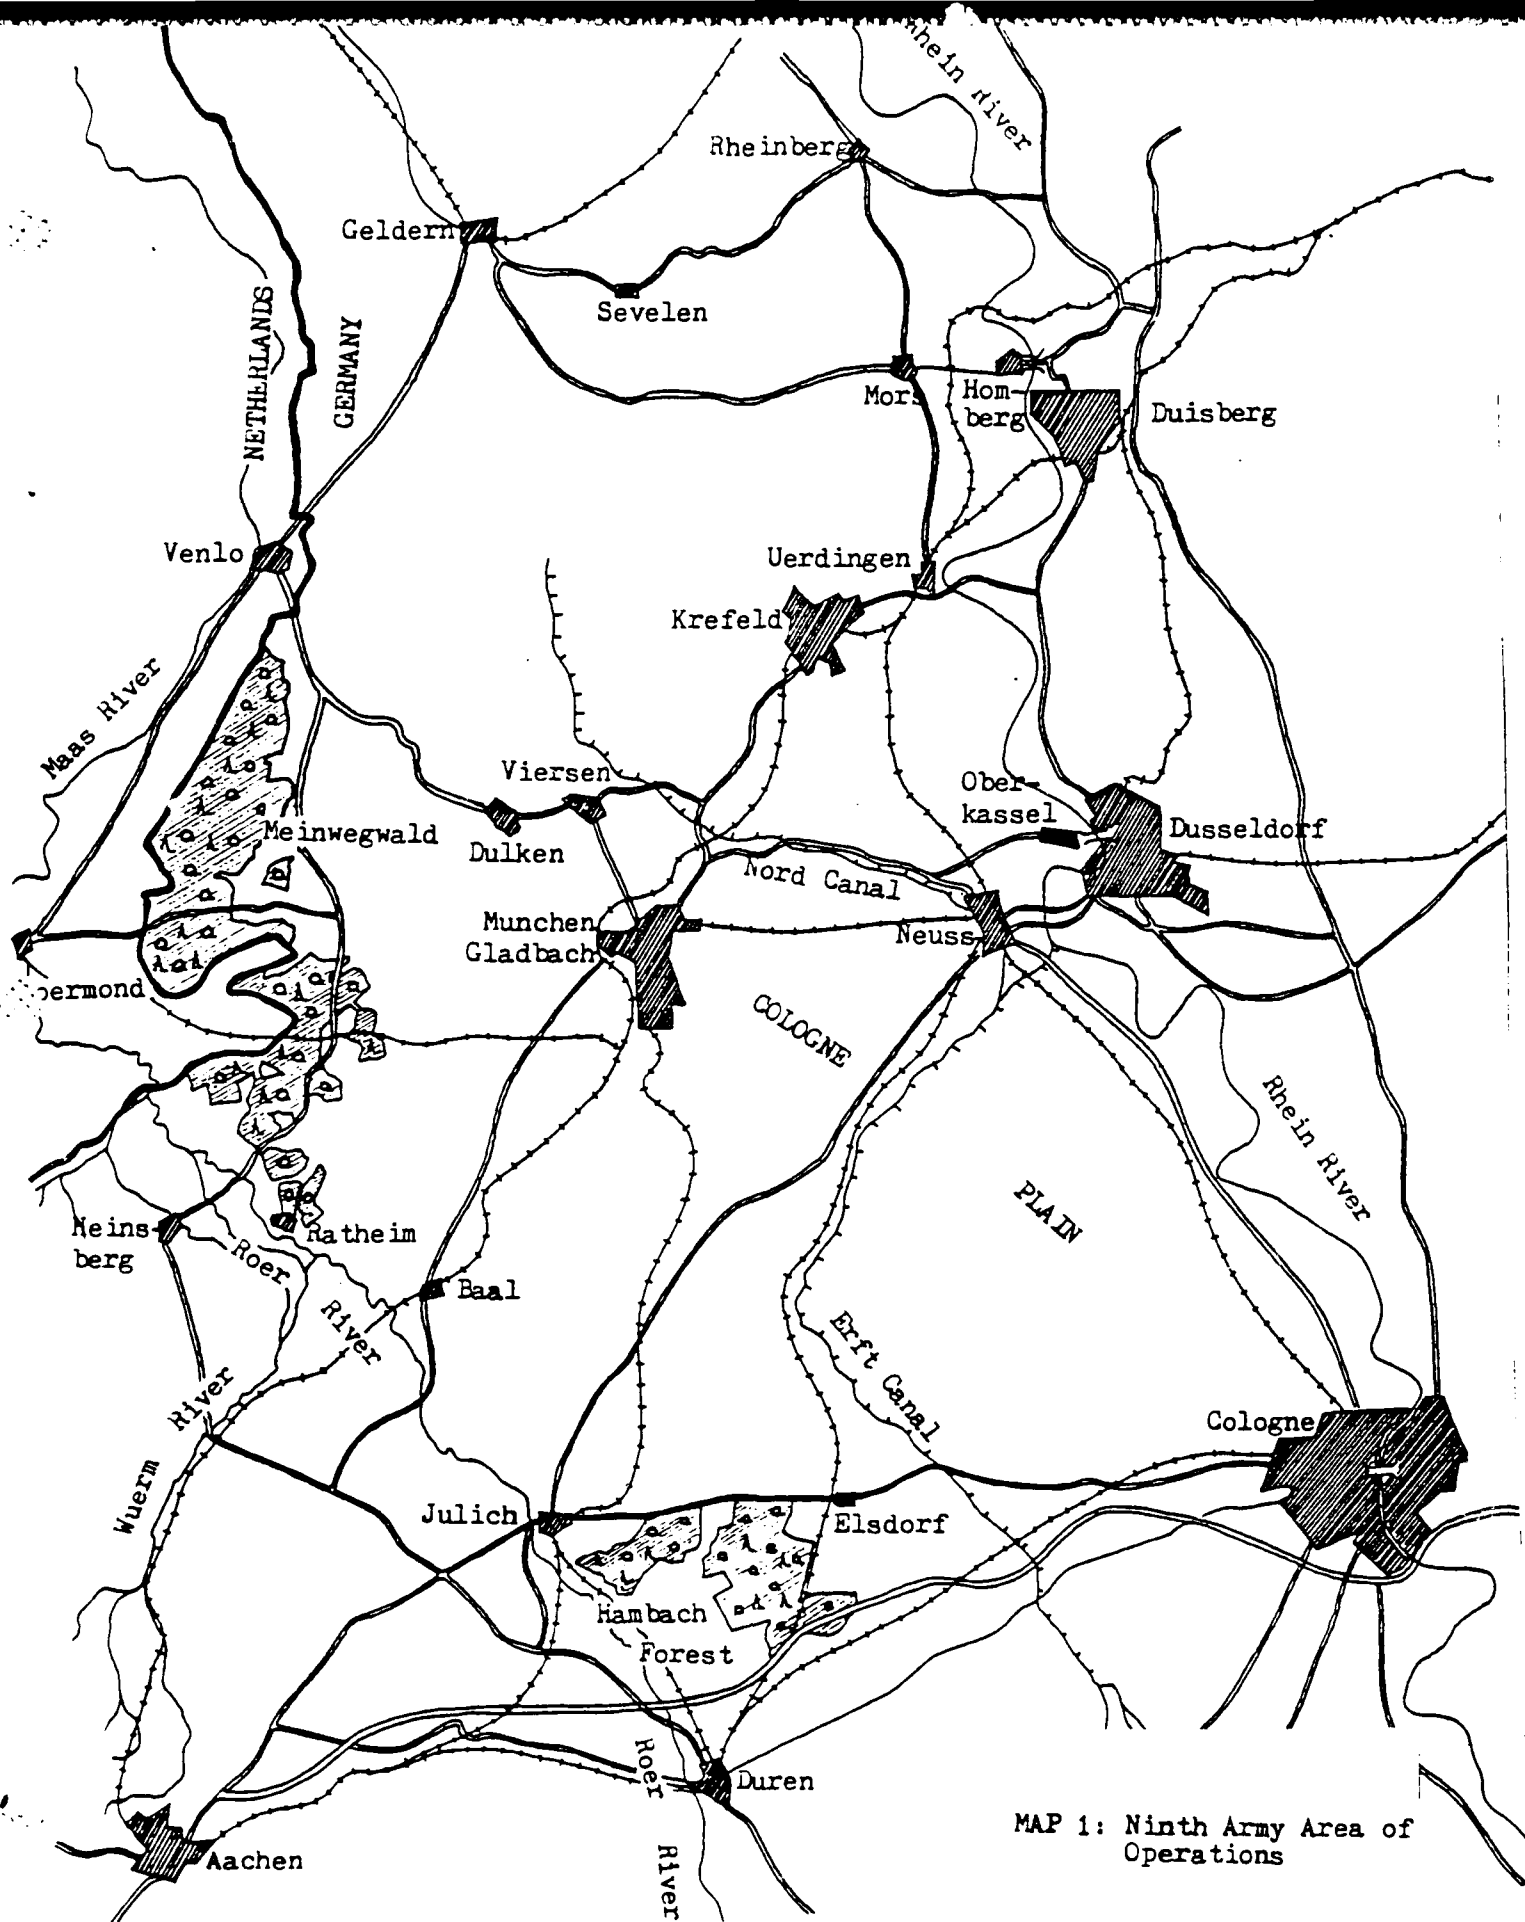 Rhein River
Rheinberg
Geldern
Sevelen
NETHERLANDS
GERMANY
Mors
Hom-
berg
Duisberg
Venlo
Uerdingen
Krefeld
Maas River
Viersen
Ober-
kassel
Dusseldorf
Meinwegwald
Dulken
Nord Canal
Munchen
Gladbach
Neuss
ermond
COLOGNE
Rhein River
PLAIN
Heins-
berg
Ratheim
Roer
River
Baal
Erft Canal
River
Wuerm
Cologne
Julich
Elsdorf
Hambach
Forest
Roer
River
Duren
Aachen
MAP 1: Ninth Army Area of
Operations